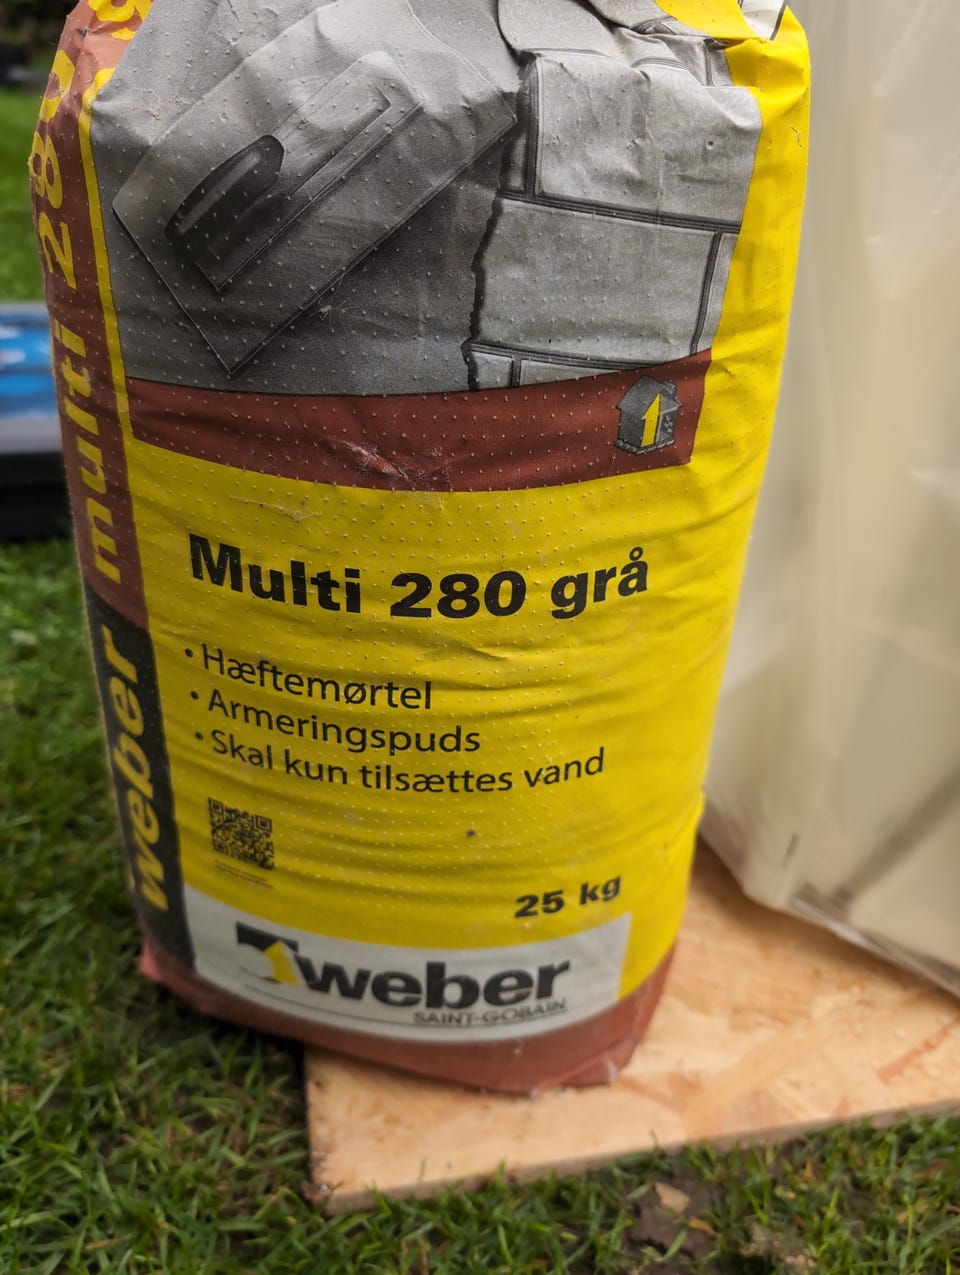 multi 280 g
weber
Multi 280 grå
• Hæftemørtel
• Armeringspuds
• Skal kun tilsættes vand
25 kg
weber
SAINT-GOBAIN